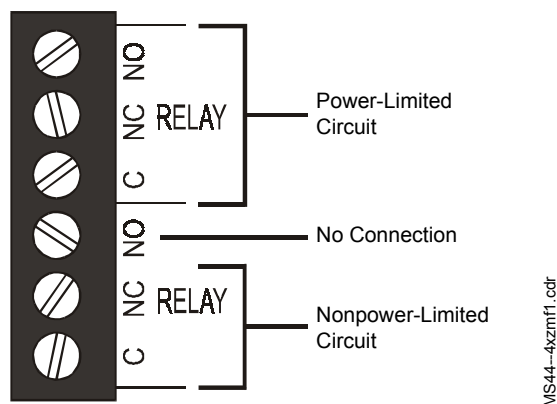 NO
NC
RELAY
C
Power-Limited
Circuit
NO
No Connection
NC
RELAY
C
Nonpower-Limited
Circuit
MS44--4xzmf1.cdr